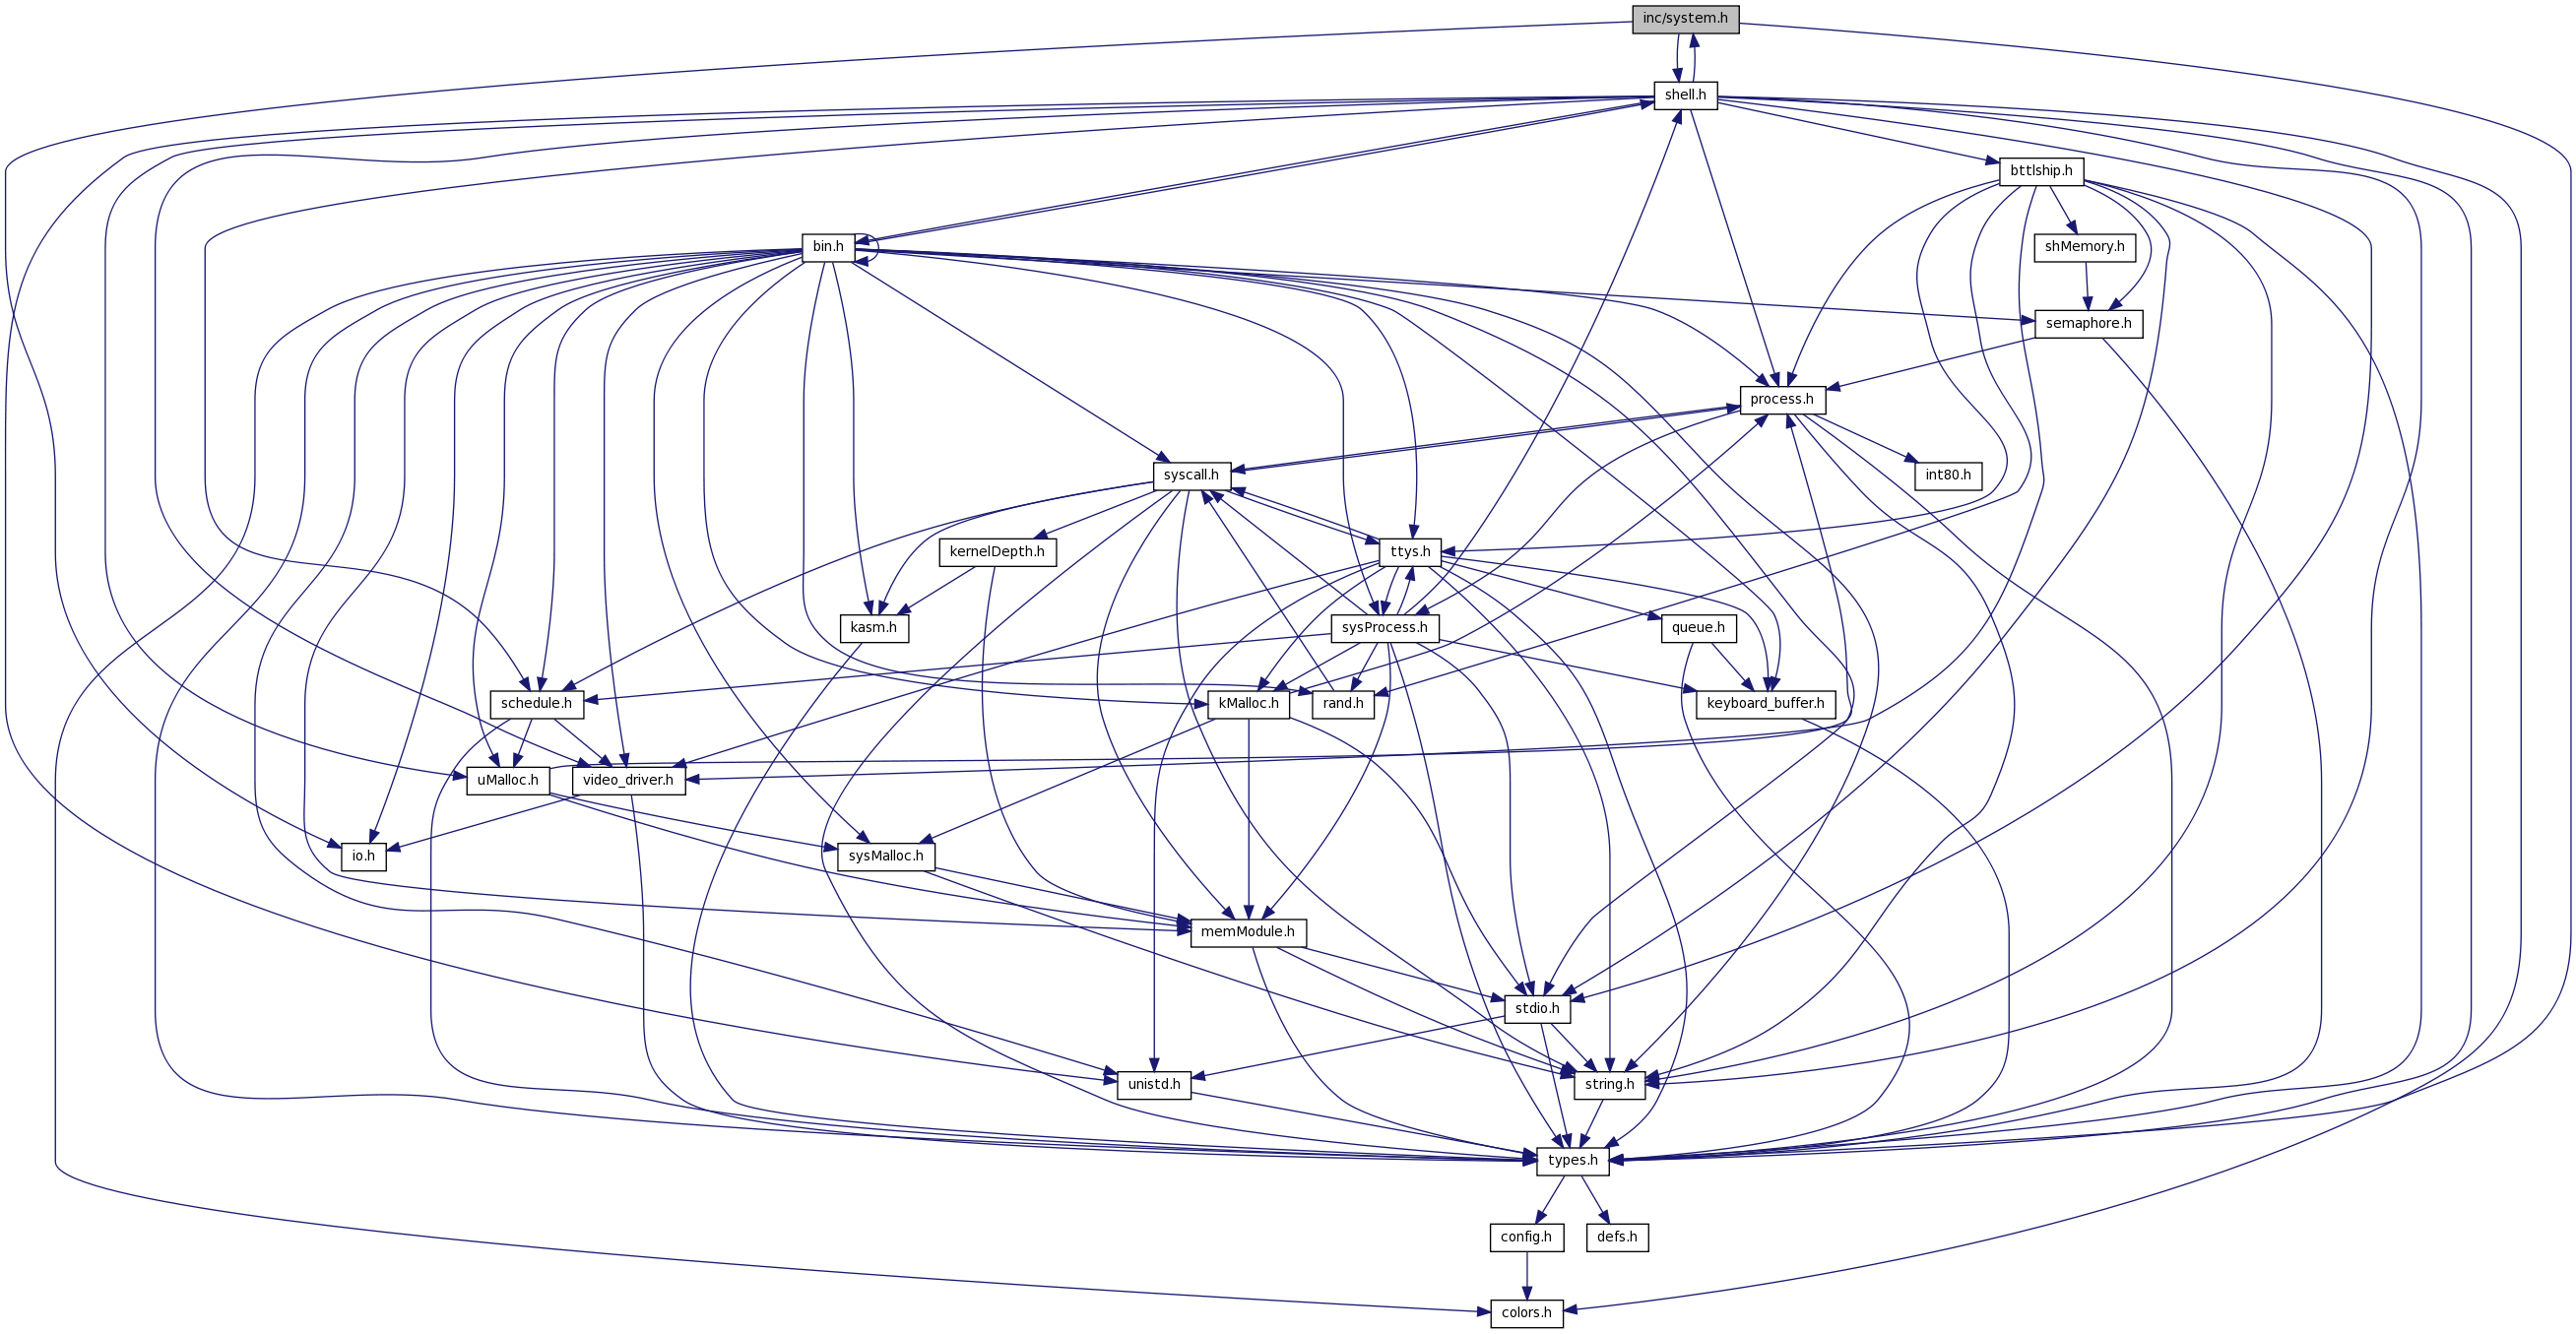 inc/system.h
shell.h
bttlship.h
bin.h
shMemory.h
semaphore.h
process.h
syscall.h
int80.h
kernelDepth.h
ttys.h
kasm.h
sysProcess.h
queue.h
schedule.h
kMalloc.h
rand.h
keyboard_buffer.h
uMalloc.h
video_driver.h
io.h
sysMalloc.h
memModule.h
stdio.h
unistd.h
string.h
types.h
config.h
defs.h
colors.h